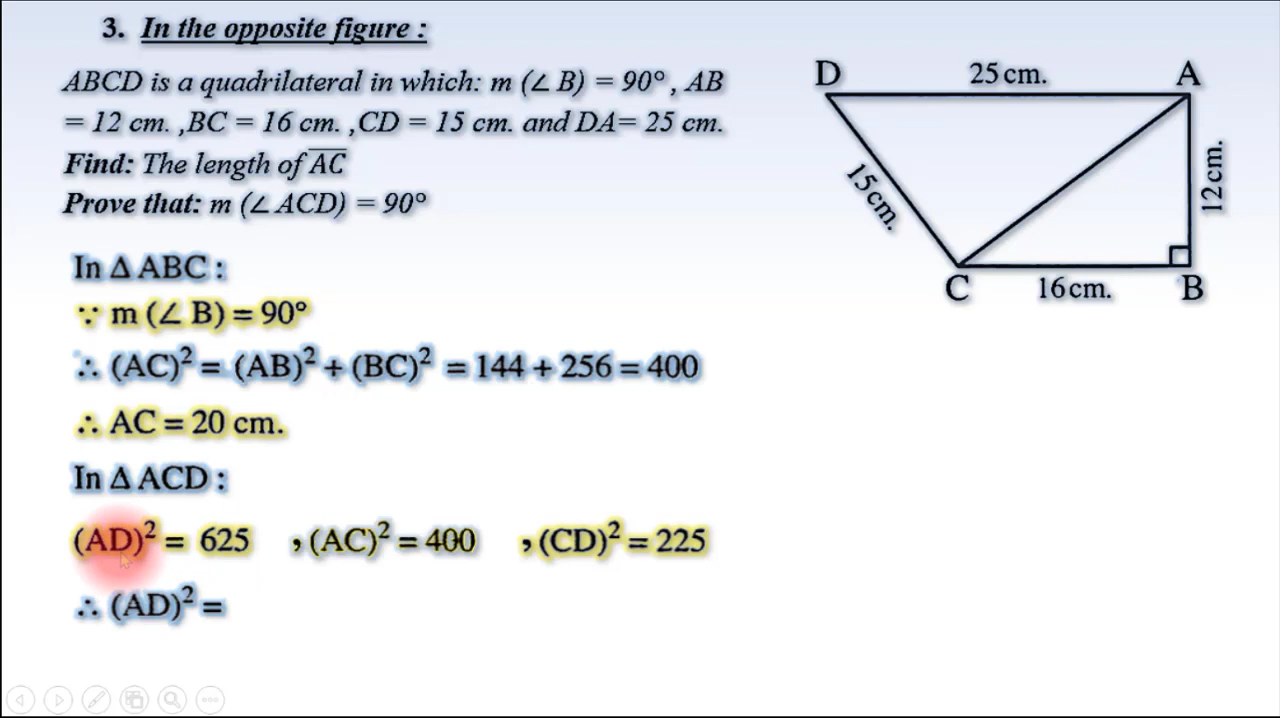 3. In the opposite figure :
ABCD is a quadrilateral in which: m (∠ B) = 90° , AB
= 12 cm. ,BC = 16 cm. ,CD = 15 cm. and DA= 25 cm.
Find: The length of A̅C̅
Prove that: m (∠ ACD) = 90°
In Δ ABC :
∵ m (∠ B) = 90°
∴ (AC)² = (AB)² + (BC)² = 144 + 256 = 400
∴ AC = 20 cm.
In Δ ACD :
(AD)² = 625 , (AC)² = 400 , (CD)² = 225
∴ (AD)² =
D 25 cm. A
15 cm.
12 cm.
C 16 cm. B